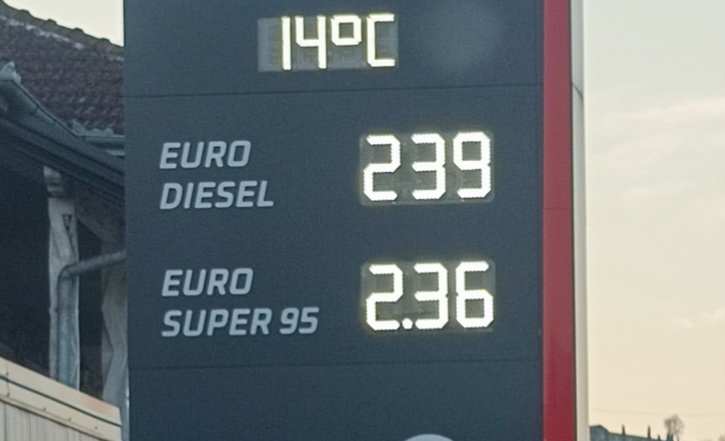 14°C
EURO
DIESEL
239
EURO
SUPER 95
2.36